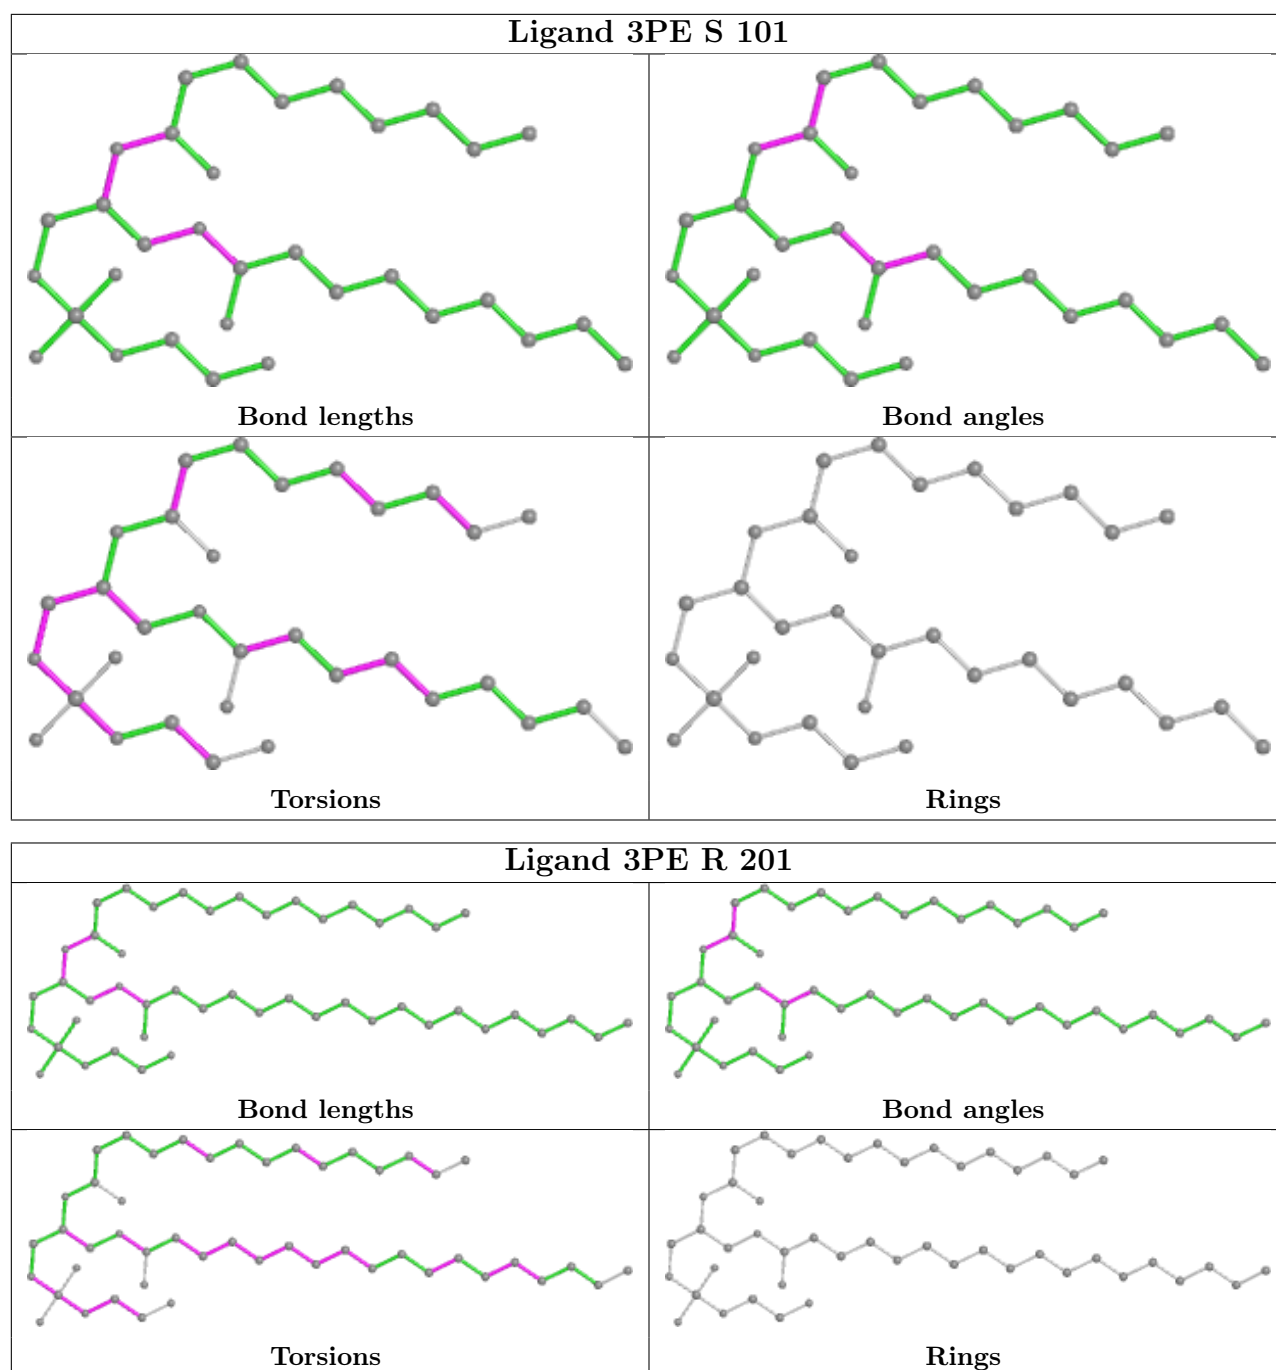 Ligand 3PE S 101
Bond lengths
Bond angles
Torsions
Rings
Ligand 3PE R 201
Bond lengths
Bond angles
Torsions
Rings